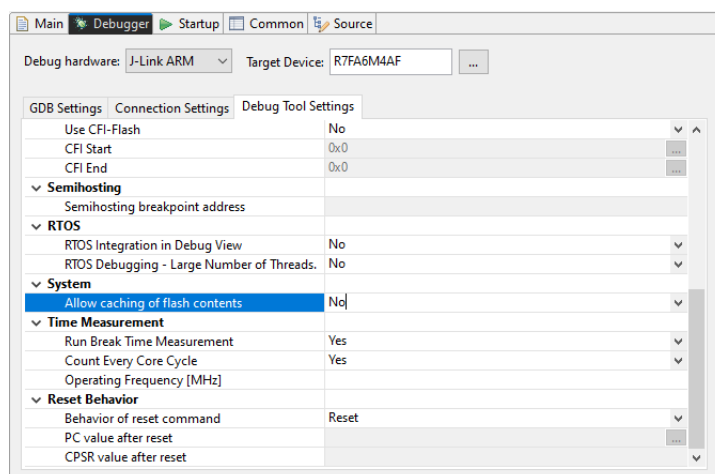 Main Debugger Startup Common Source
Debug hardware: J-Link ARM Target Device: R7FA6M4AF ...
GDB Settings Connection Settings Debug Tool Settings
Use CFI-Flash No
CFI Start 0x0 ...
CFI End 0x0 ...
Semihosting
Semihosting breakpoint address
RTOS
RTOS Integration in Debug View No
RTOS Debugging - Large Number of Threads. No
System
Allow caching of flash contents No
Time Measurement
Run Break Time Measurement Yes
Count Every Core Cycle Yes
Operating Frequency [MHz]
Reset Behavior
Behavior of reset command Reset
PC value after reset ...
CPSR value after reset